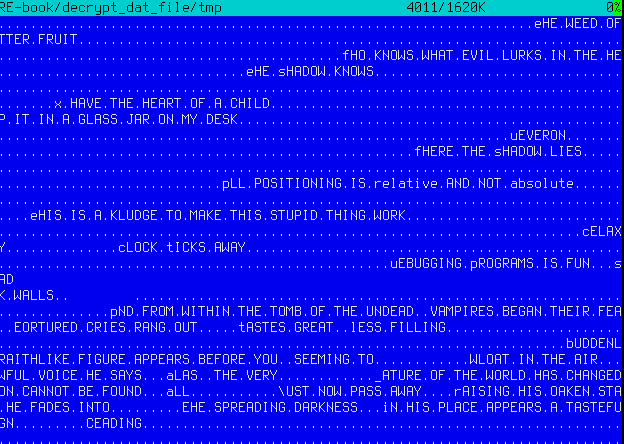 RE-book/decrypt_dat_file/tmp 4011/1620K 0%
eHE.WEED.OF
TTER.FRUIT.
fHO.KNOWS.WHAT.EVIL.LURKS.IN.THE.HE
eHE.sHADOW.KNOWS.
x.HAVE.THE.HEART.OF.A.CHILD
P.IT.IN.A.GLASS.JAR.ON.MY.DESK.
uEVERON.
fHERE.THE.sHADOW.LIES.
pLL.POSITIONING.IS.relative.AND.NOT.absolute.
eHIS.IS.A.KLUDGE.TO.MAKE.THIS.STUPID.THING.WORK.
cELAX
Y...............cLOCK.tICKS.AWAY.
uEBUGGING.pROGRAMS.IS.FUN...s
AD
K.WALLS..
pND.FROM.WITHIN.THE.TOMB.OF.THE.UNDEAD..VAMPIRES.BEGAN.THEIR.FEA
..EORTURED.CRIES.RANG.OUT.....tASTES.GREAT..lESS.FILLING.
bUDDENL
RAITHLIKE.FIGURE.APPEARS.BEFORE.YOU..SEEMING.TO............WLOAT.IN.THE.AIR...
WFUL.VOICE.HE.SAYS...aLAS..THE.VERY............_ATURE.OF.THE.WORLD.HAS.CHANGED
ON.CANNOT.BE.FOUND...aLL...........\UST.NOW.PASS.AWAY....rAISING.HIS.OAKEN.STA
.HE.FADES.INTO.........EHE.SPREADING.DARKNESS...iN.HIS.PLACE.APPEARS.A.TASTEFU
GN.........CEADING.